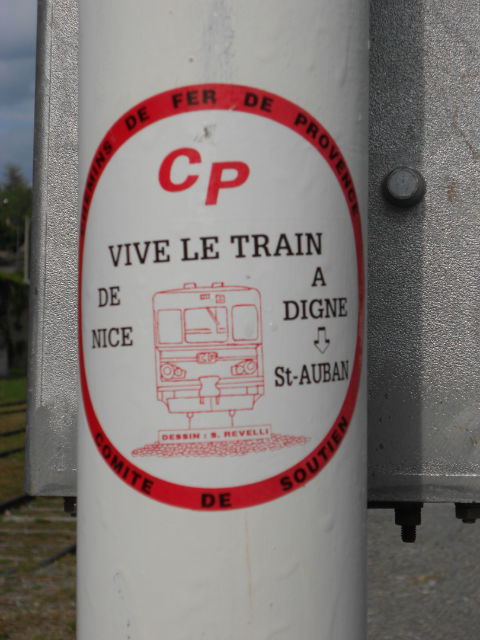 CHEMINS DE FER DE PROVENCE
CP
VIVE LE TRAIN
DE
NICE
A
DIGNE
St-AUBAN
DESSIN : S. REVELLI
COMITE DE SOUTIEN